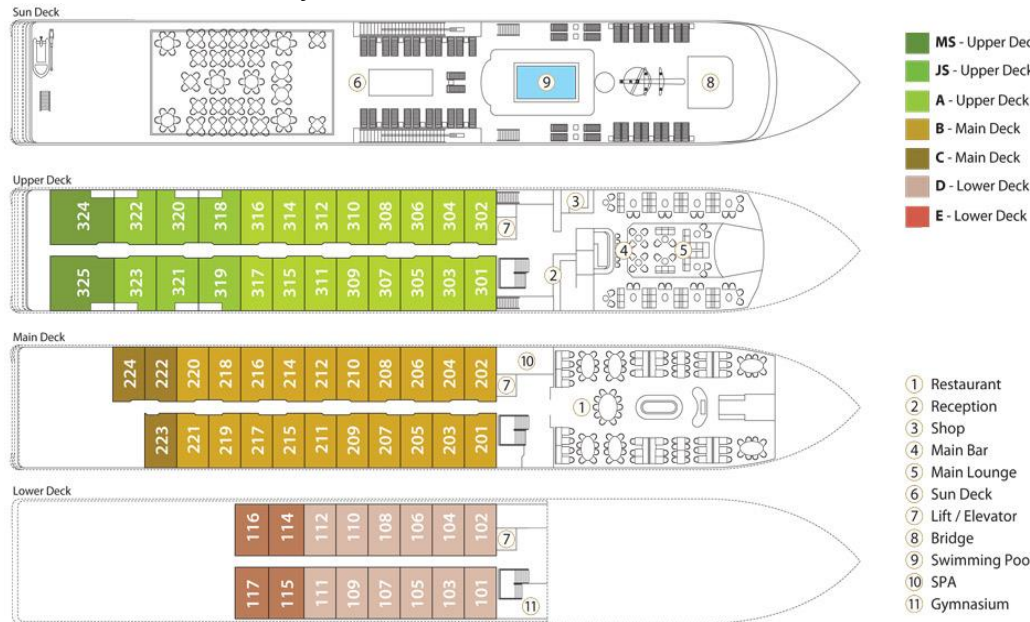 Sun Deck
6
9
8
MS - Upper Dec
JS - Upper Deck
A - Upper Deck
B - Main Deck
C - Main Deck
D - Lower Deck
E - Lower Deck
Upper Deck
324 322 320 318 316 314 312 310 308 306 304 302
7
3
4
5
2
325 323 321 319 317 315 311 309 307 305 303 301
Main Deck
224 222 220 218 216 214 212 210 208 206 204 202
10
7
1
223 221 219 217 215 211 209 207 205 203 201
Lower Deck
116 114 112 110 108 106 104 102
7
117 115 111 109 107 105 103 101
11
1 Restaurant
2 Reception
3 Shop
4 Main Bar
5 Main Lounge
6 Sun Deck
7 Lift / Elevator
8 Bridge
9 Swimming Poo
10 SPA
11 Gymnasium